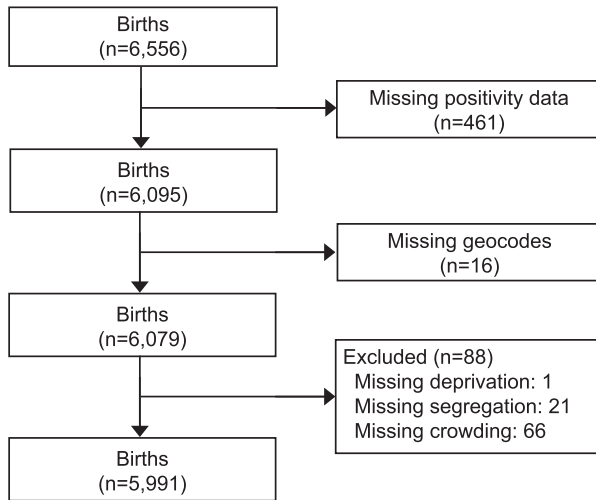 Births
(n=6,556)
Missing positivity data
(n=461)
Births
(n=6,095)
Missing geocodes
(n=16)
Births
(n=6,079)
Excluded (n=88)
Missing deprivation: 1
Missing segregation: 21
Missing crowding: 66
Births
(n=5,991)